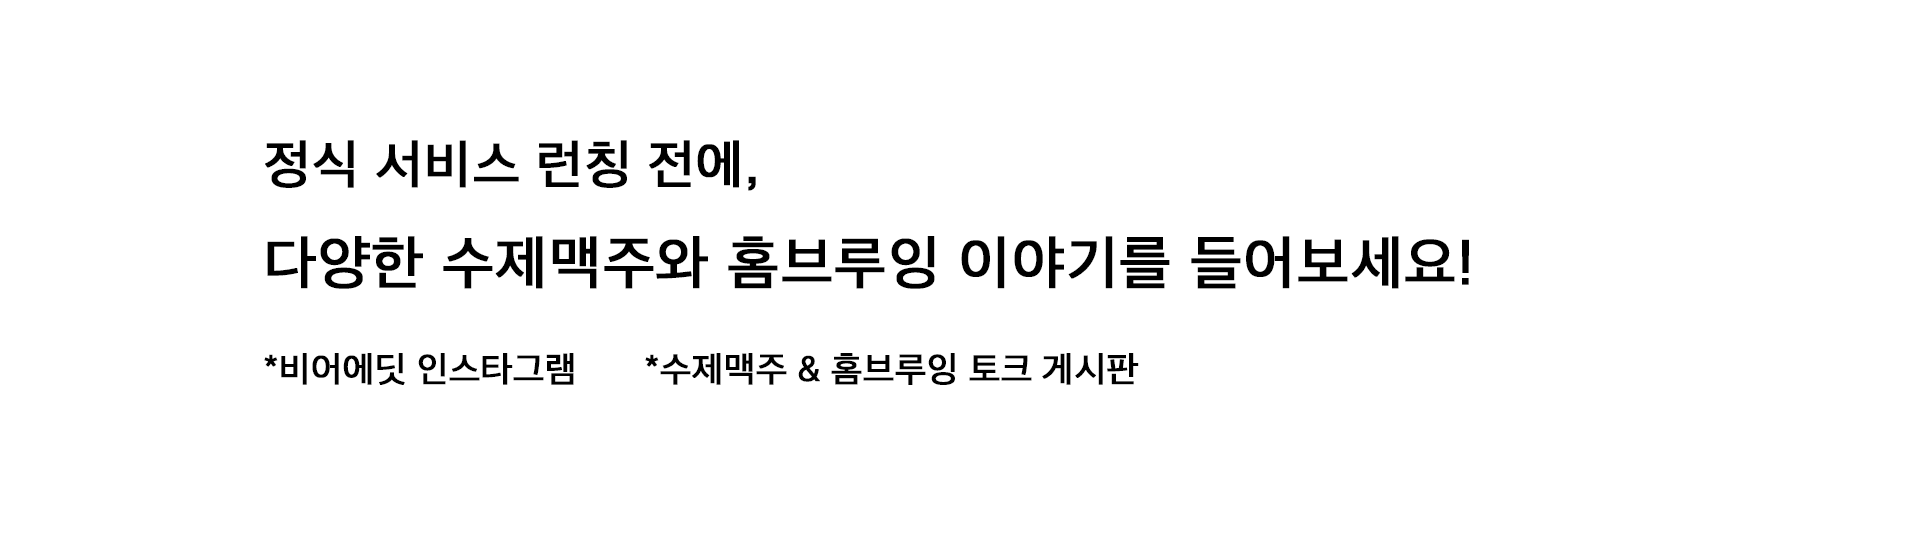 정식 서비스 런칭 전에,
다양한 수제맥주와 홈브루잉 이야기를 들어보세요!
*비어에딧 인스타그램 *수제맥주 & 홈브루잉 토크 게시판